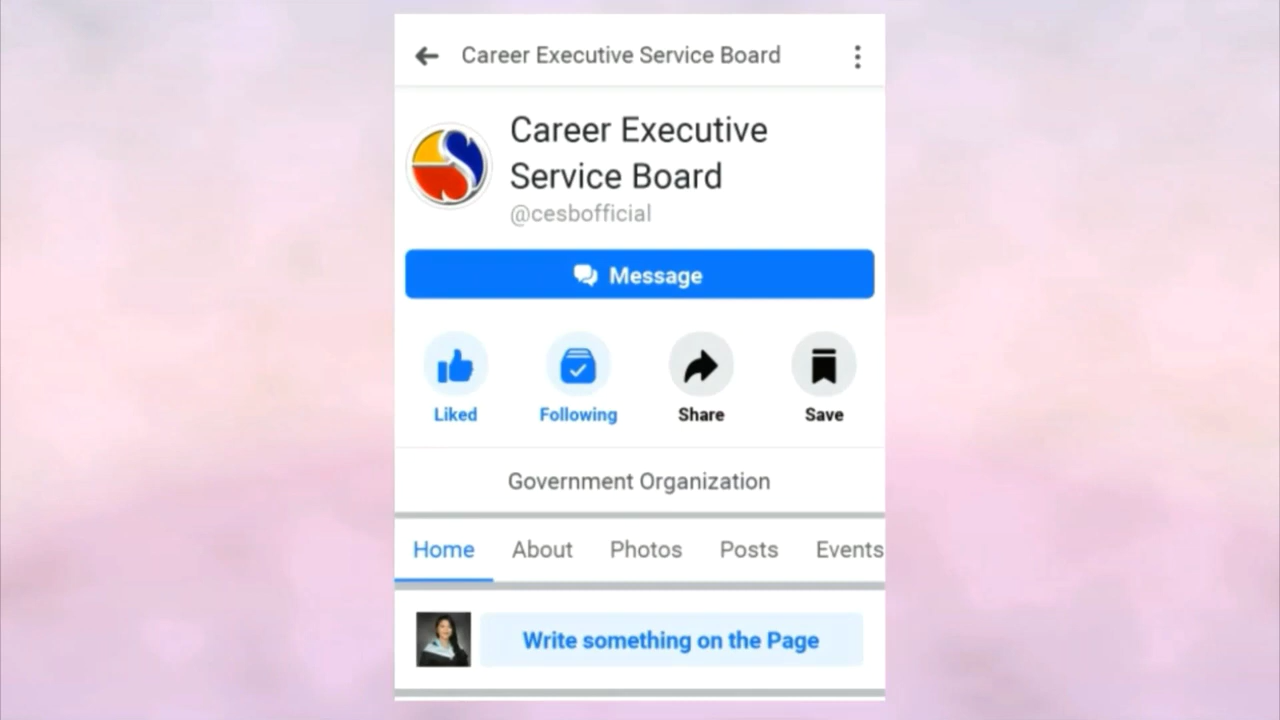 Career Executive Service Board
Career Executive
Service Board
@cesbofficial
Message
Liked Following Share Save
Government Organization
Home About Photos Posts Events
Write something on the Page